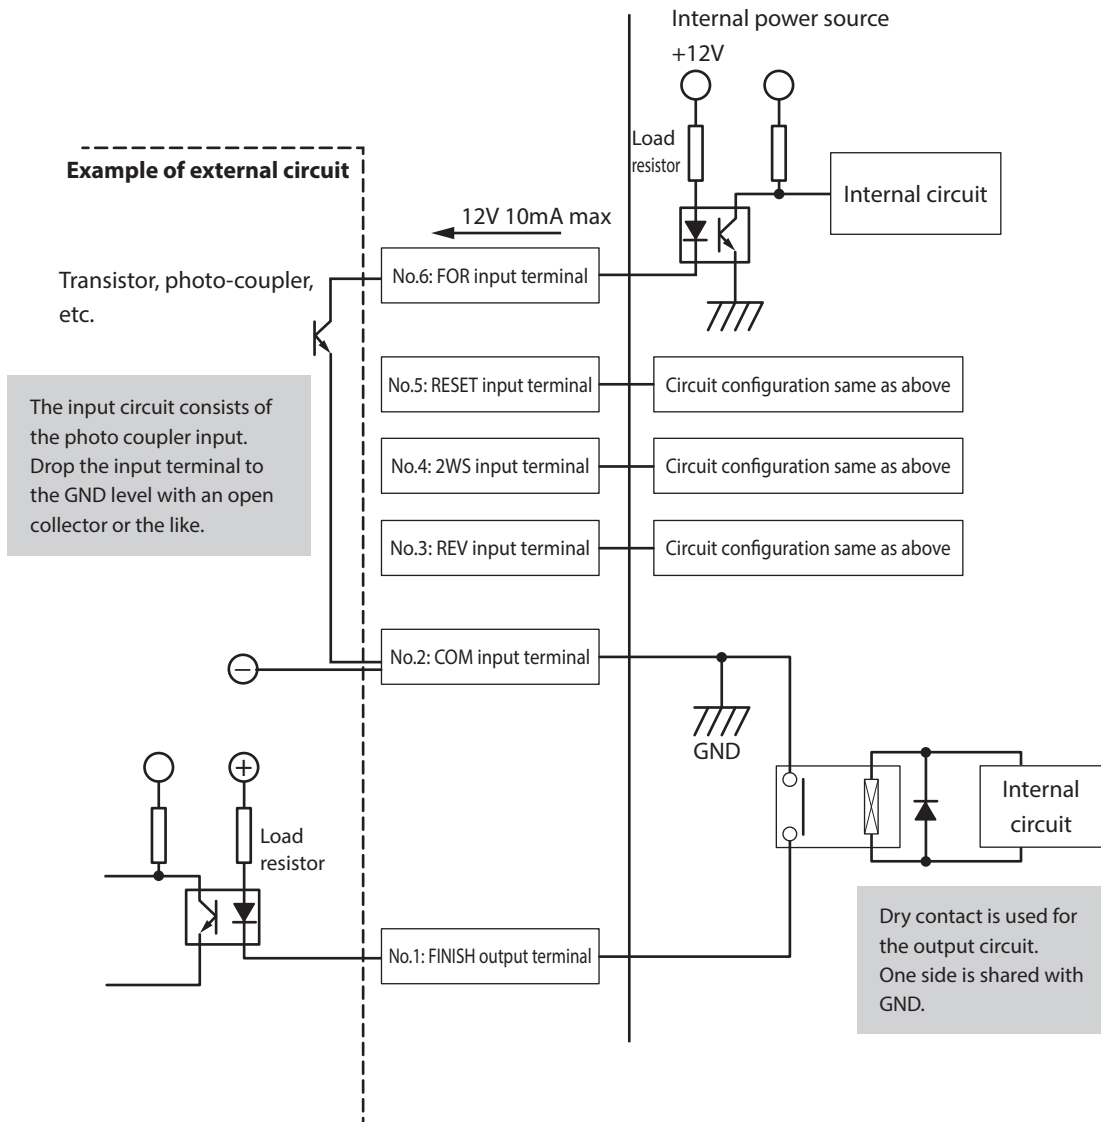 Internal power source
+12V
Load
resistor
Example of external circuit
Internal circuit
12V 10mA max
No.6: FOR input terminal
Transistor, photo-coupler,
etc.
No.5: RESET input terminal
Circuit configuration same as above
The input circuit consists of
the photo coupler input.
Drop the input terminal to
the GND level with an open
collector or the like.
No.4: 2WS input terminal
Circuit configuration same as above
No.3: REV input terminal
Circuit configuration same as above
No.2: COM input terminal
−
GND
+
Load
resistor
Internal
circuit
No.1: FINISH output terminal
Dry contact is used for
the output circuit.
One side is shared with
GND.